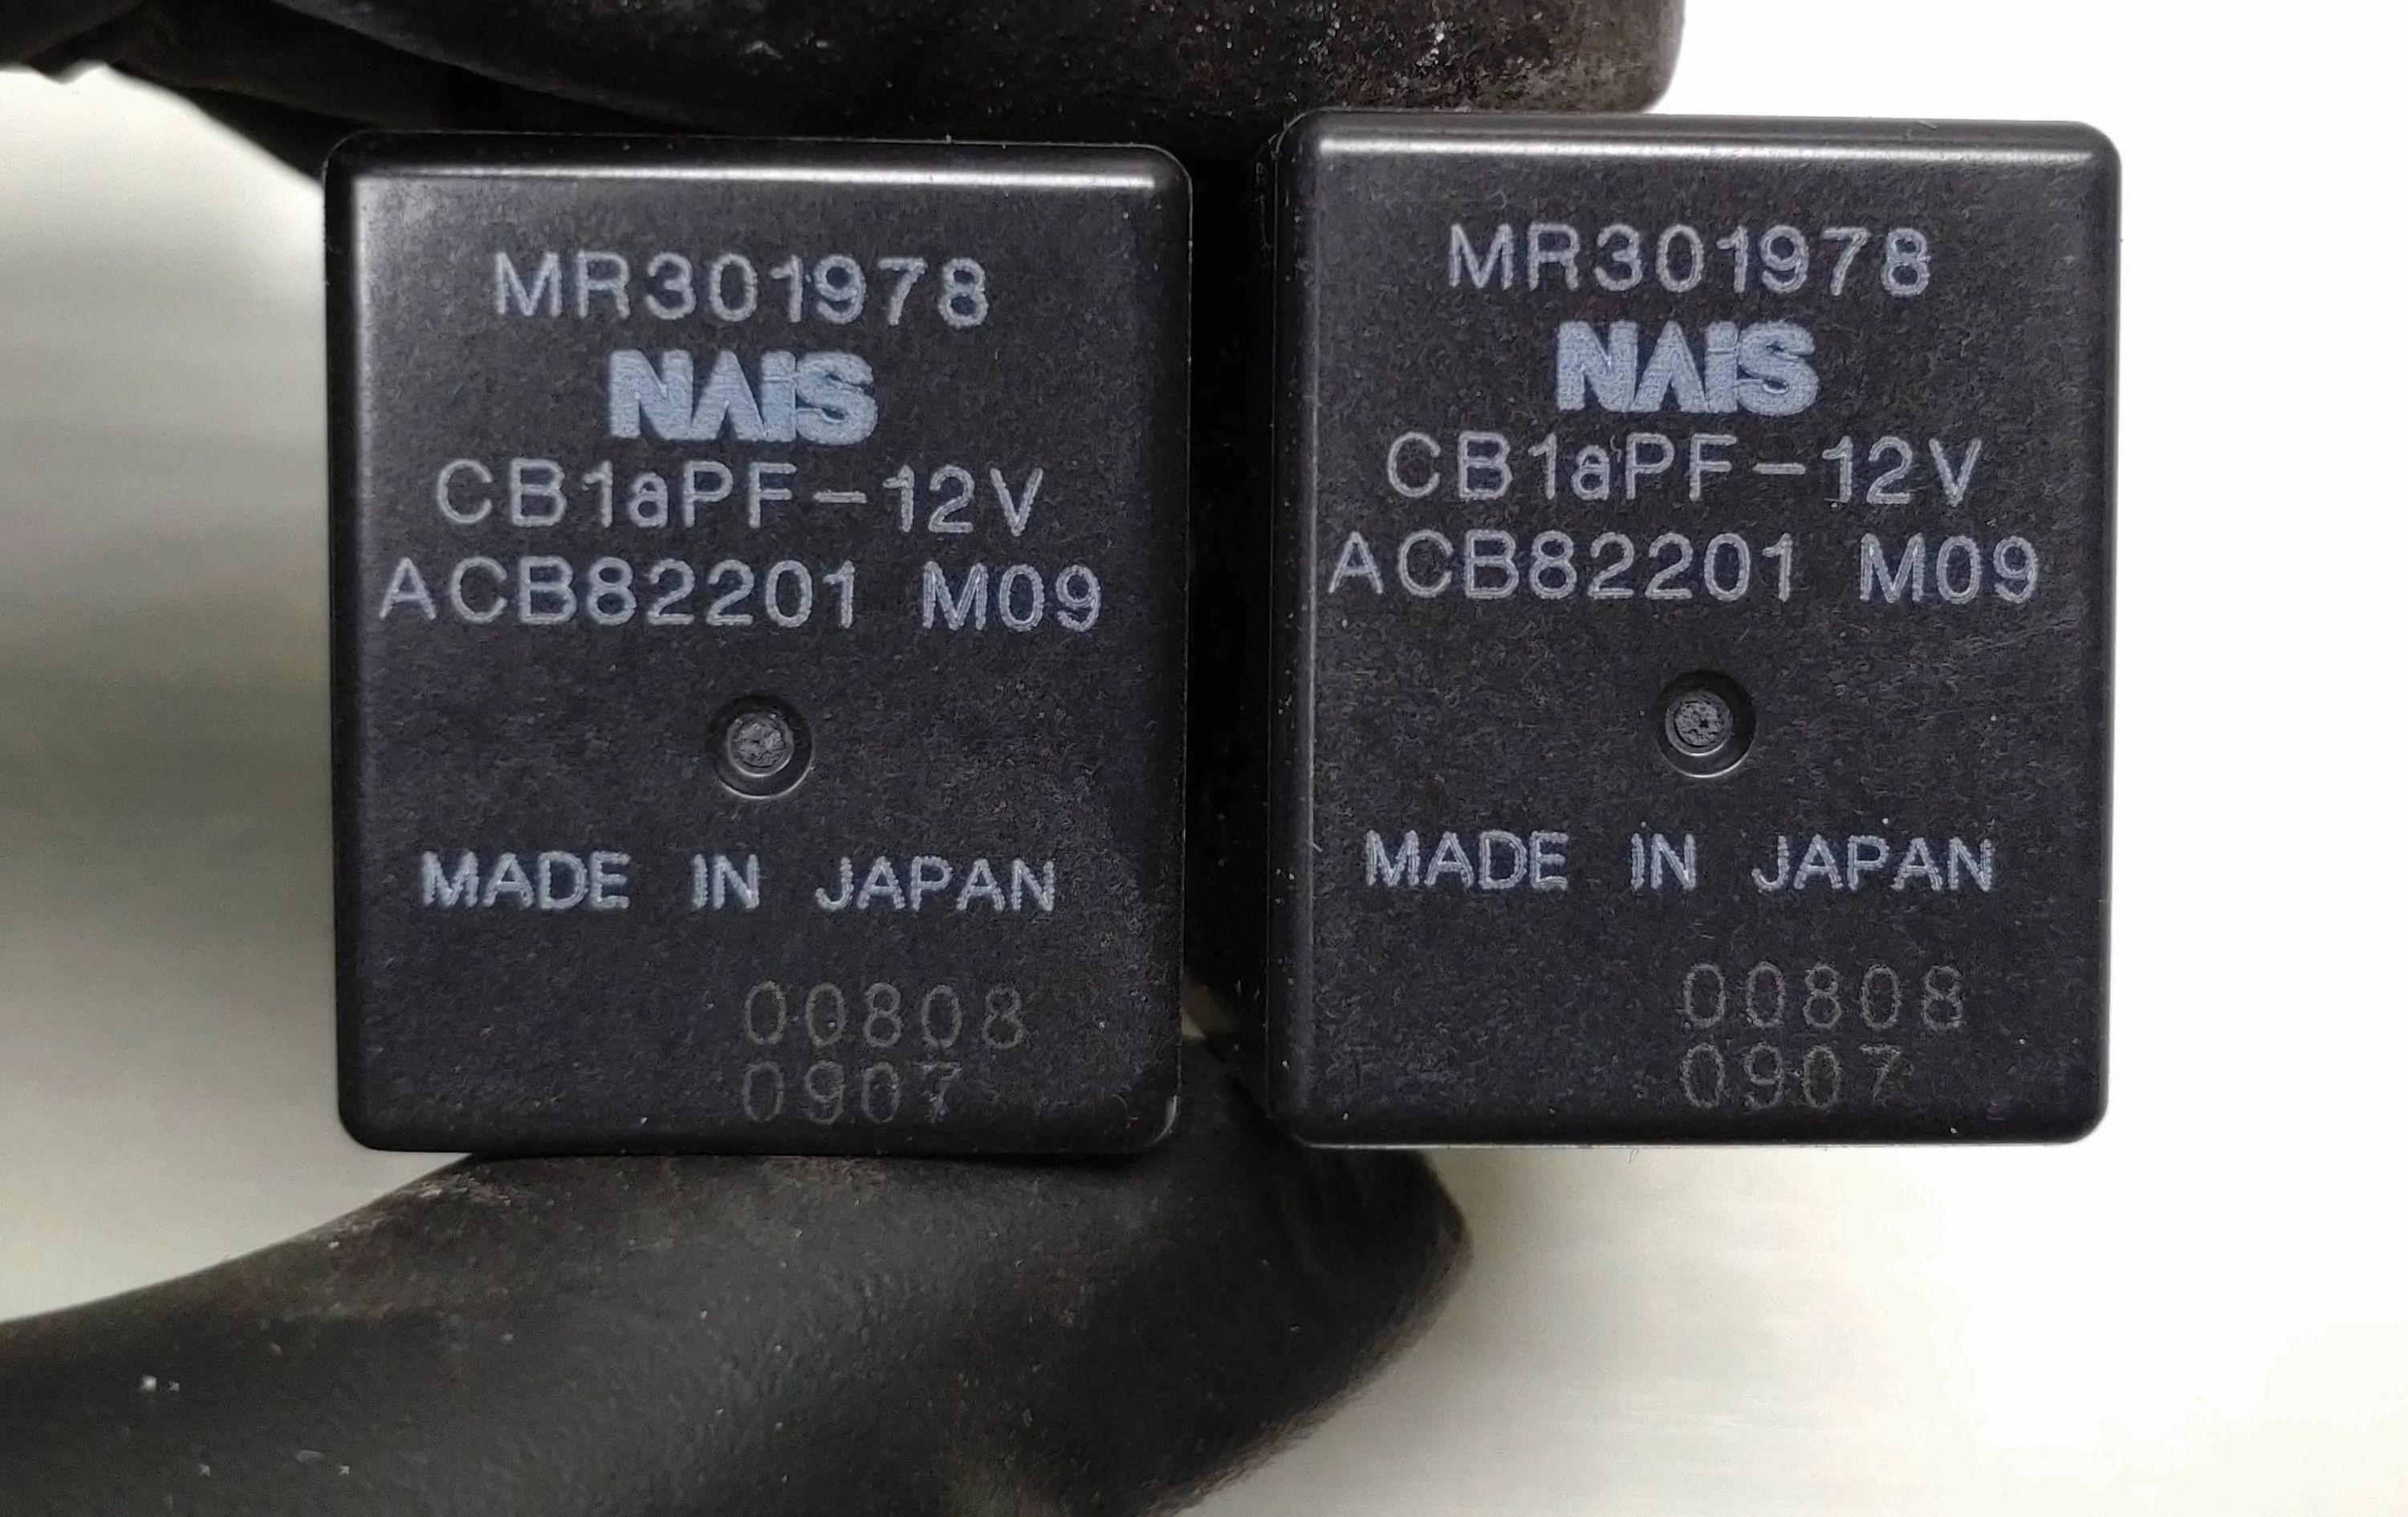 MR301978
NAiS
CB1aPF-12V
ACB82201 M09
MADE IN JAPAN
00808
0907
MR301978
NAiS
CB1aPF-12V
ACB82201 M09
MADE IN JAPAN
00808
0907